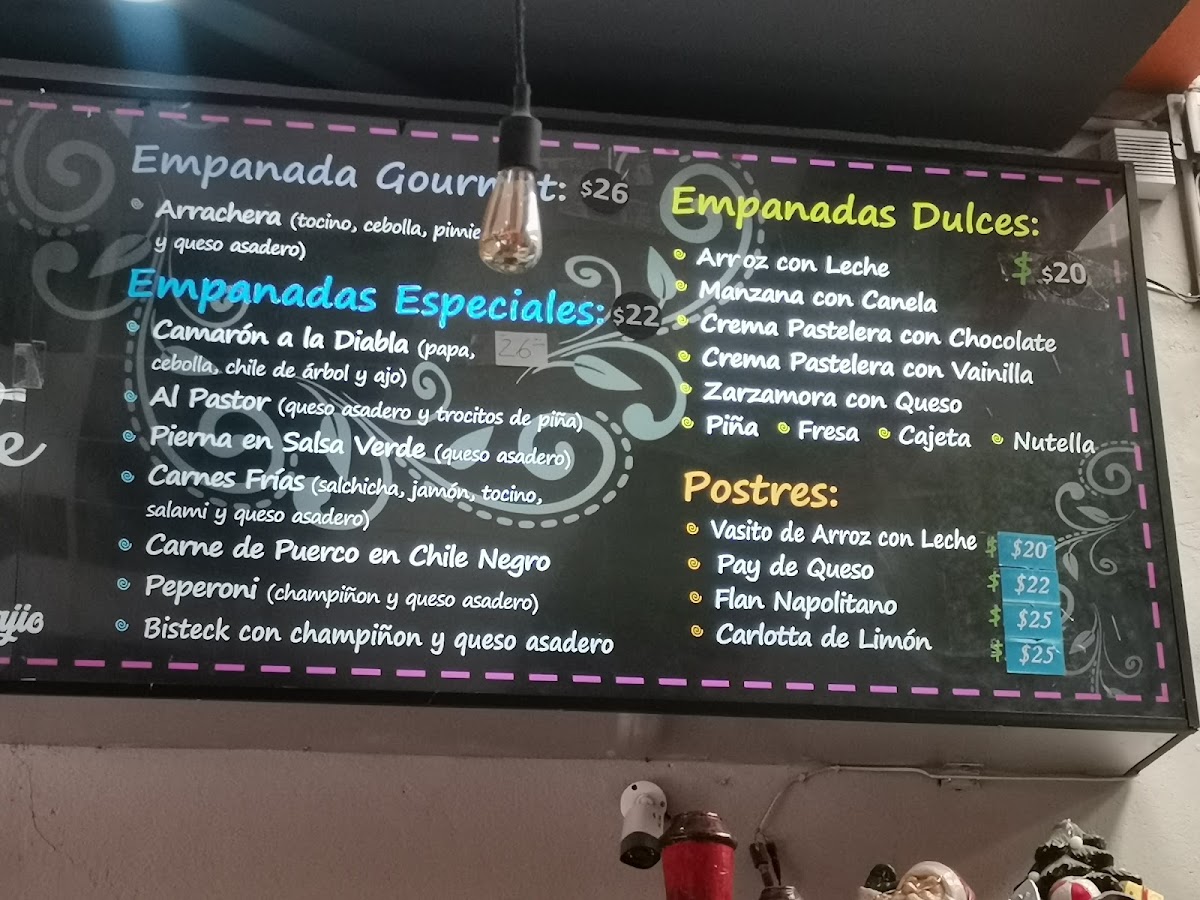 Empanada Gourmet: $26
Arrachera (tocino, cebolla,
y queso asadero)
Empanadas Especiales: $22
Camarón a la Diabla (papa, 26
cebolla, chile de árbol y ajo)
Al Pastor (queso asadero y trocitos de piña)
Pierna en Salsa Verde (queso asadero)
Carnes Frías (salchicha, jamón, tocino,
salami y queso asadero)
Carne de Puerco en Chile Negro
Peperoni (champiñon y queso asadero)
Bisteck con champiñon y queso asadero
Empanadas Dulces:
$ $20
Arroz con Leche
Manzana con Canela
Crema Pastelera con Chocolate
Crema Pastelera con Vainilla
Zarzamora con Queso
Piña Fresa Cajeta Nutella
Postres:
Vasito de Arroz con Leche $ $20
Pay de Queso $ $22
Flan Napolitano $ $25
Carlotta de Limón $ $25